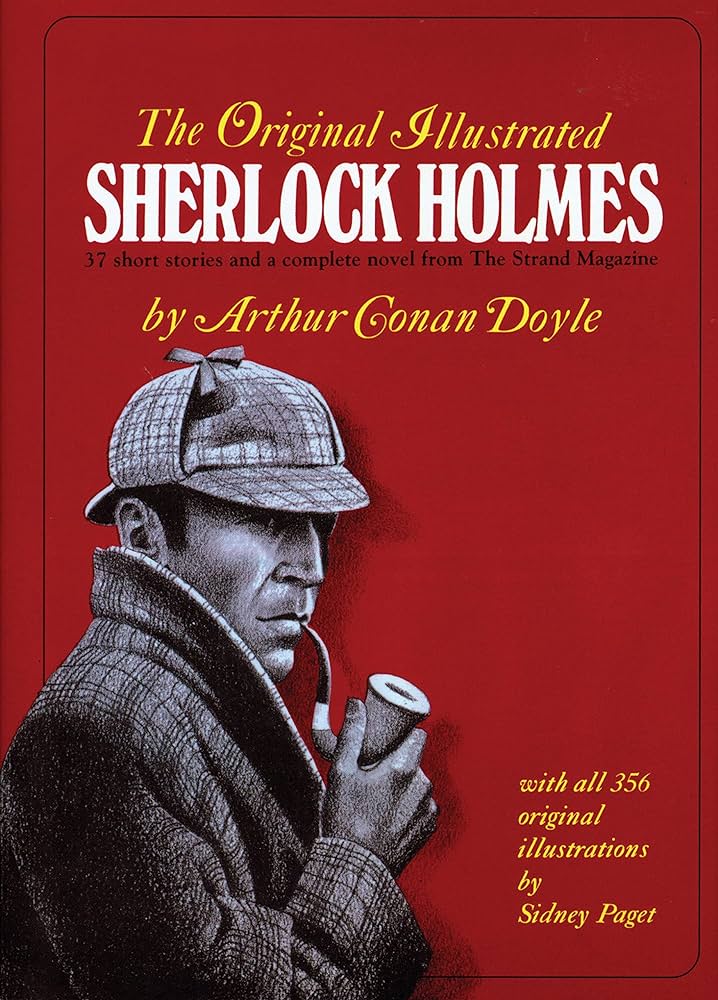 The Original Illustrated
SHERLOCK HOLMES
37 short stories and a complete novel from The Strand Magazine
by Arthur Conan Doyle
with all 356
original
illustrations
by
Sidney Paget